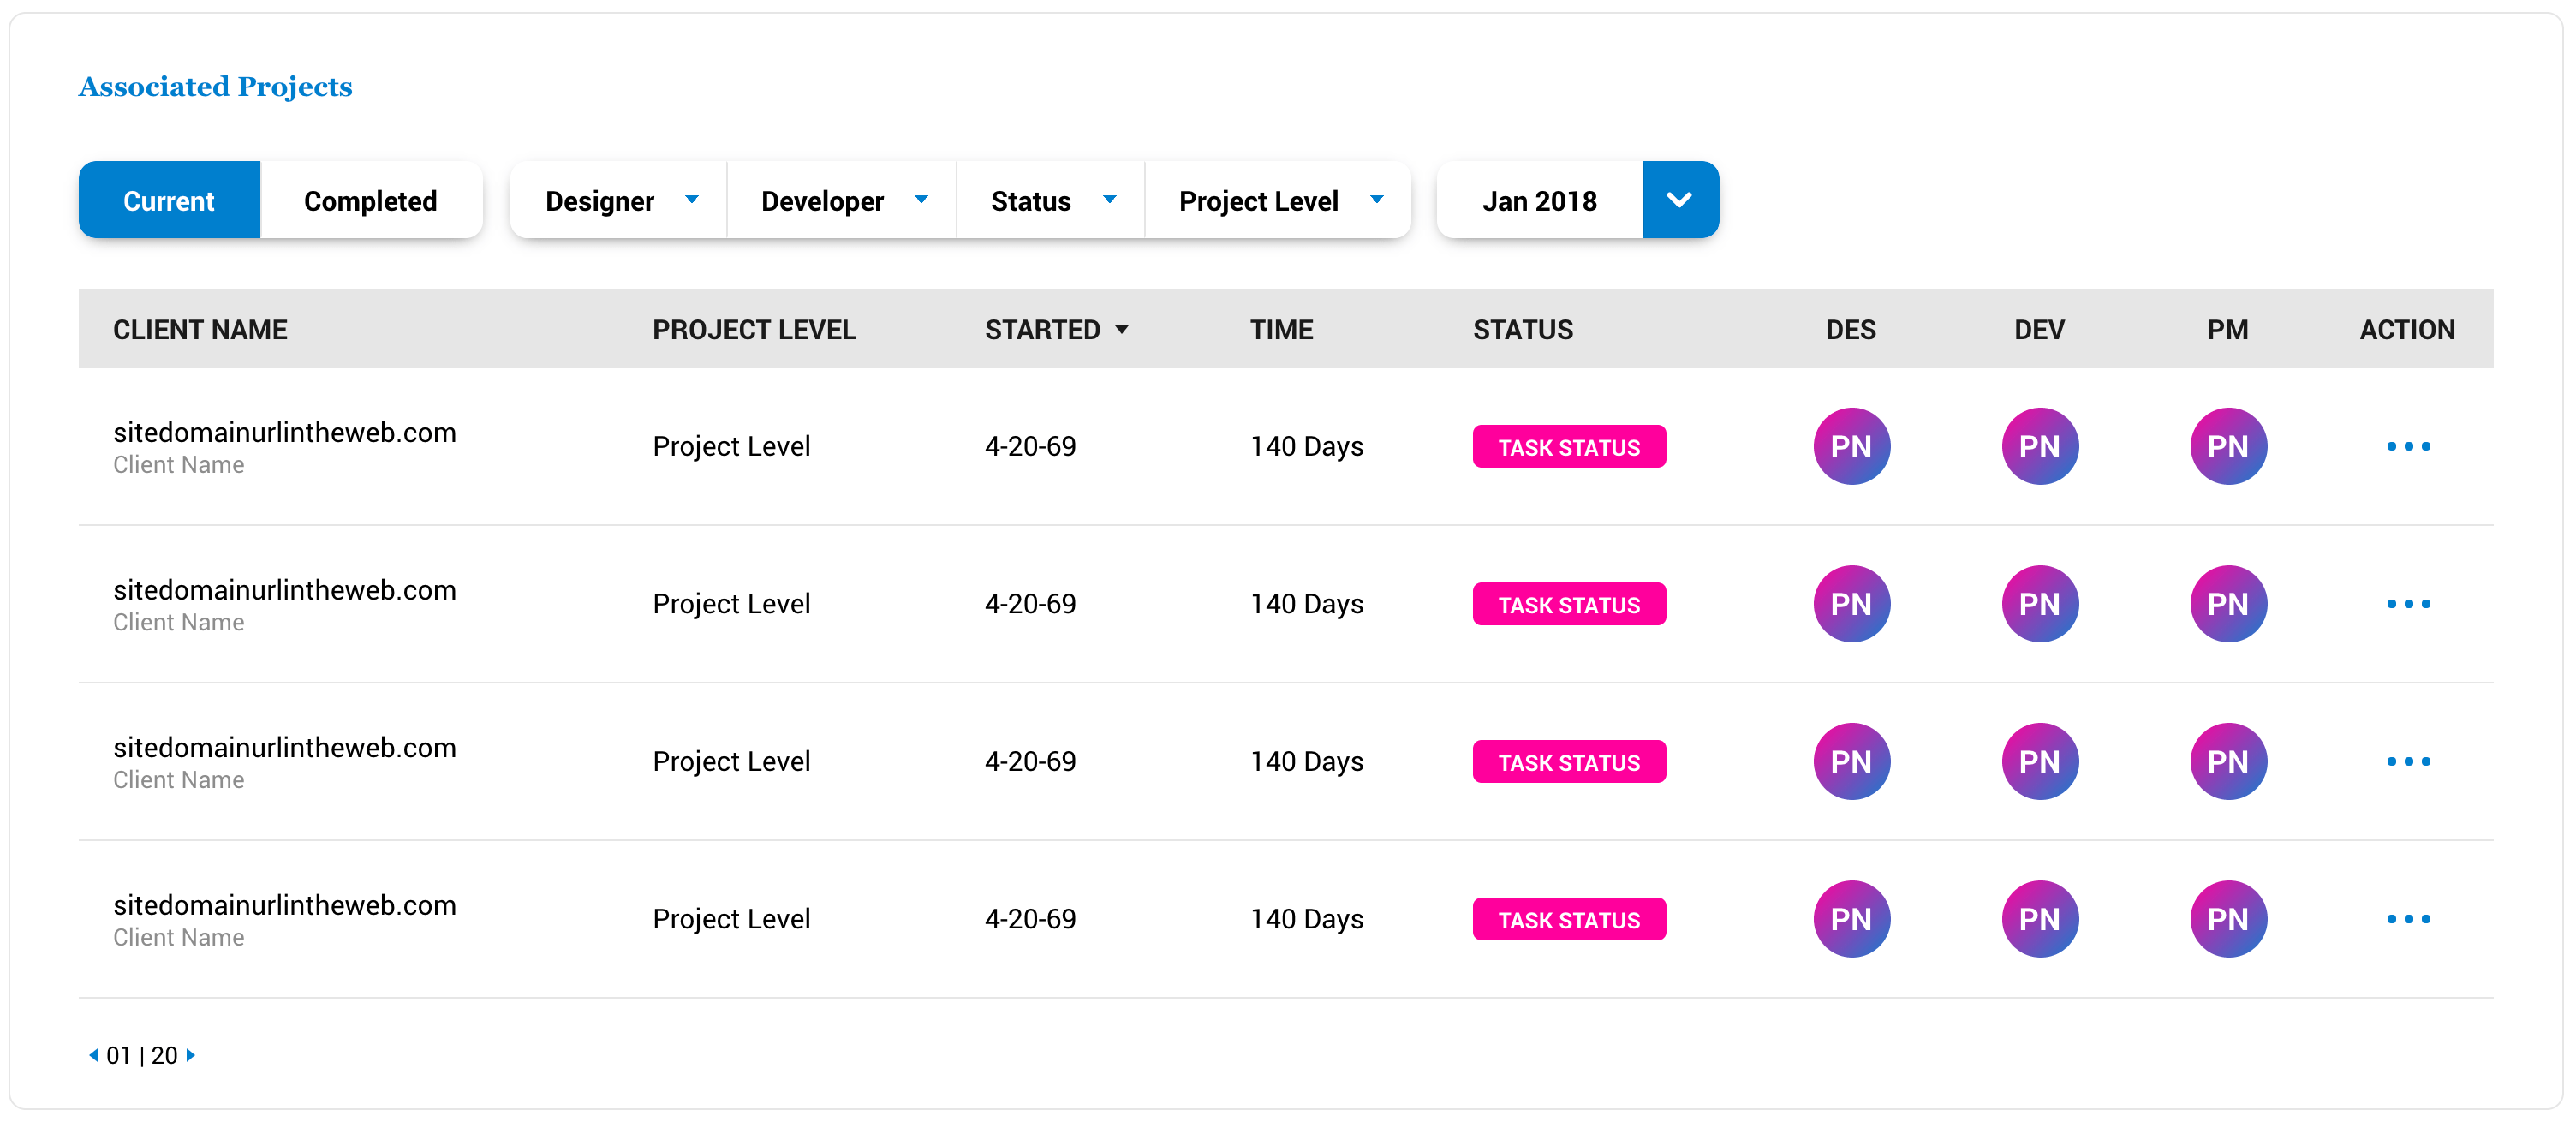 Associated Projects
Current Completed Designer Developer Status Project Level Jan 2018
CLIENT NAME PROJECT LEVEL STARTED TIME STATUS DES DEV PM ACTION
sitedomainurlintheweb.com
Client Name
Project Level 4-20-69 140 Days TASK STATUS PN PN PN
sitedomainurlintheweb.com
Client Name
Project Level 4-20-69 140 Days TASK STATUS PN PN PN
sitedomainurlintheweb.com
Client Name
Project Level 4-20-69 140 Days TASK STATUS PN PN PN
sitedomainurlintheweb.com
Client Name
Project Level 4-20-69 140 Days TASK STATUS PN PN PN
01 | 20